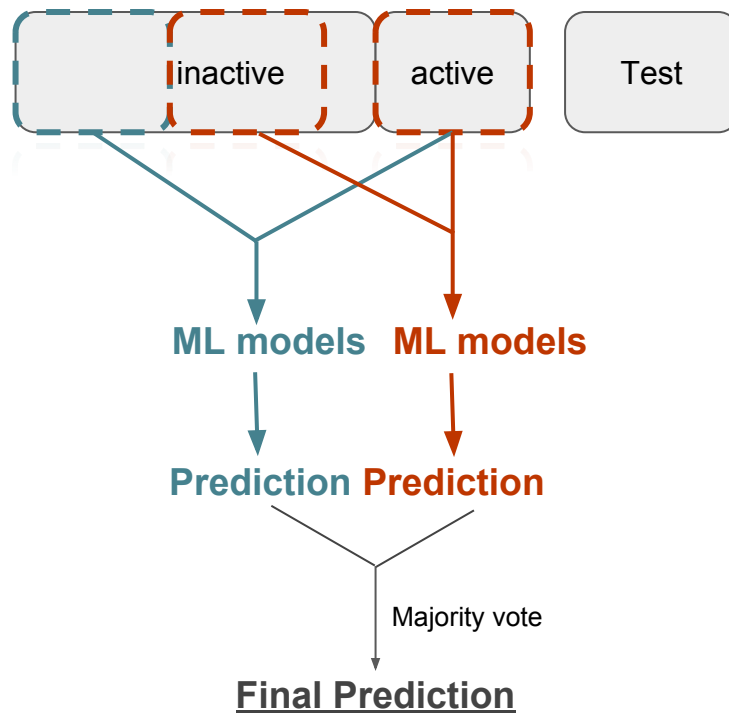 inactive active Test
ML models ML models
Prediction Prediction
Majority vote
Final Prediction